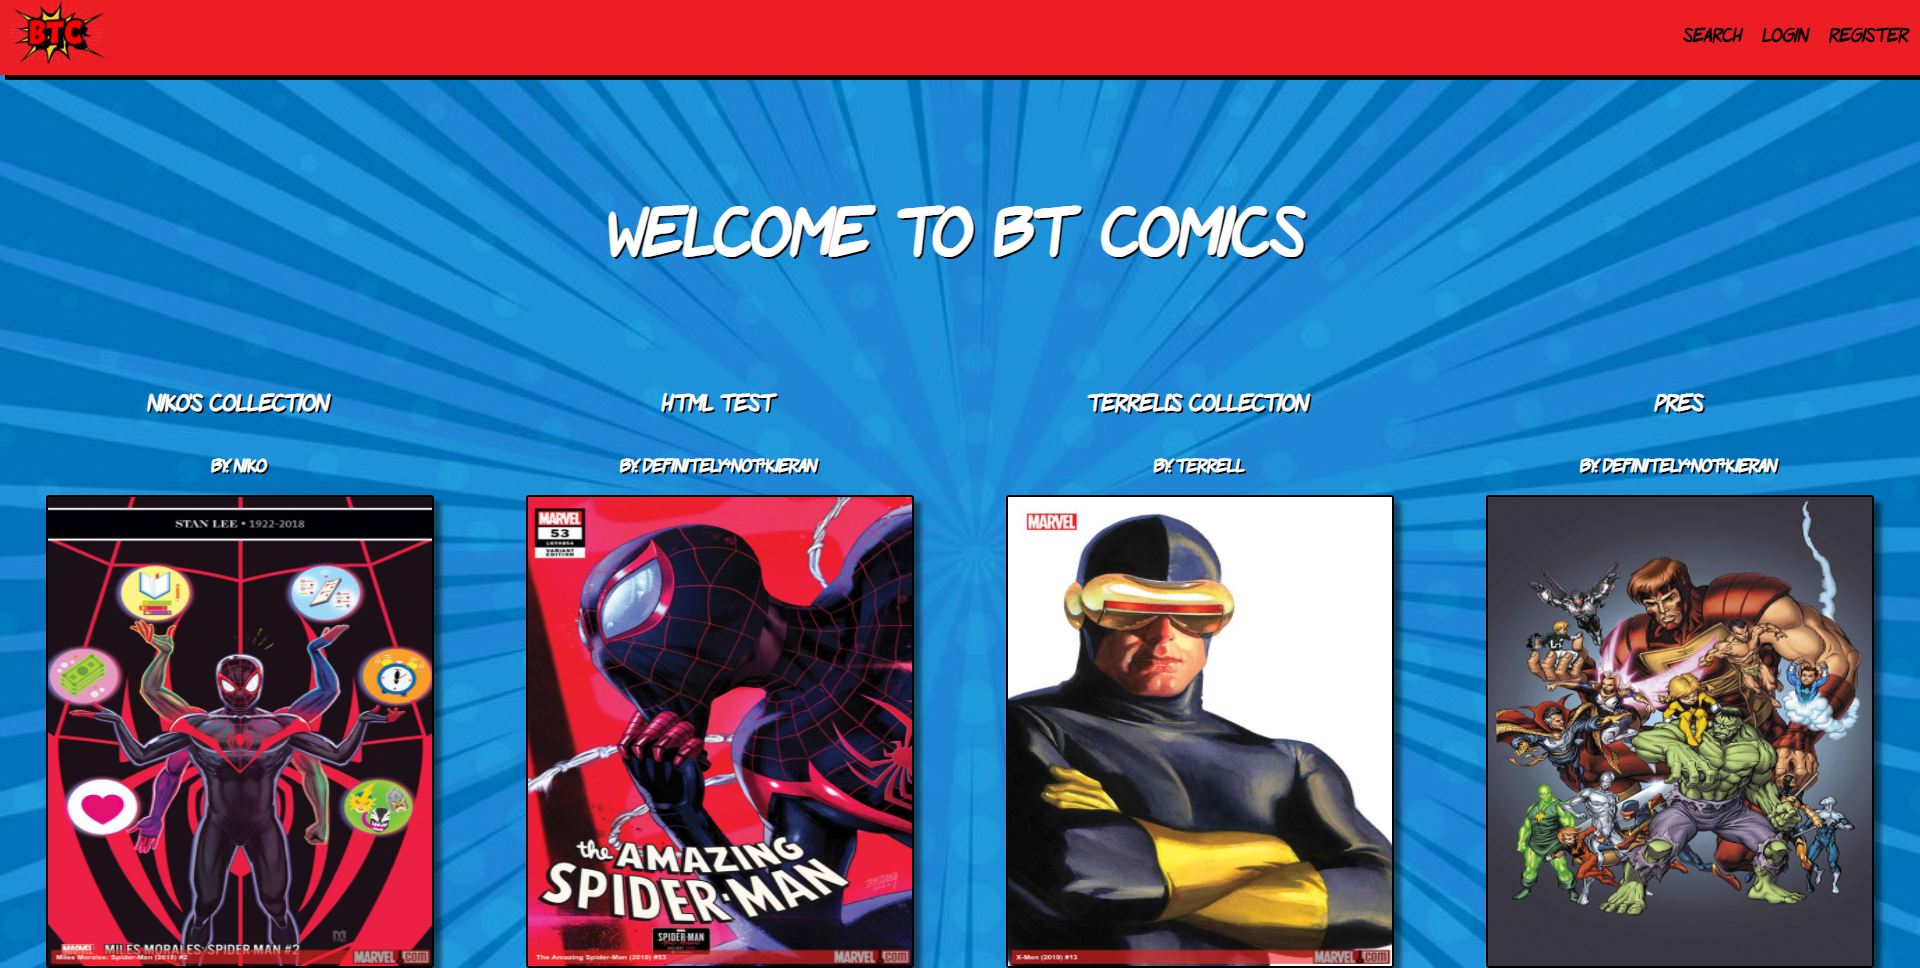 BTC
SEARCH LOGIN REGISTER
WELCOME TO BT COMICS
NIKO'S COLLECTION
BY: NIKO
STAN LEE • 1922-2018
MARVEL MILES MORALES: SPIDER-MAN #2
Miles Morales: Spider-Man (2018) #2
MARVEL.com
HTML TEST
BY: DEFINITELY*NOT*KIERAN
MARVEL
53
LGY#854
VARIANT
EDITION
the AMAZING
SPIDER-MAN
SPIDER-MAN
The Amazing Spider-Man (2018) #53
MARVEL.com
TERRELL'S COLLECTION
BY: TERRELL
MARVEL
X-Men (2019) #13
MARVEL.com
PRES
BY: DEFINITELY*NOT*KIERAN